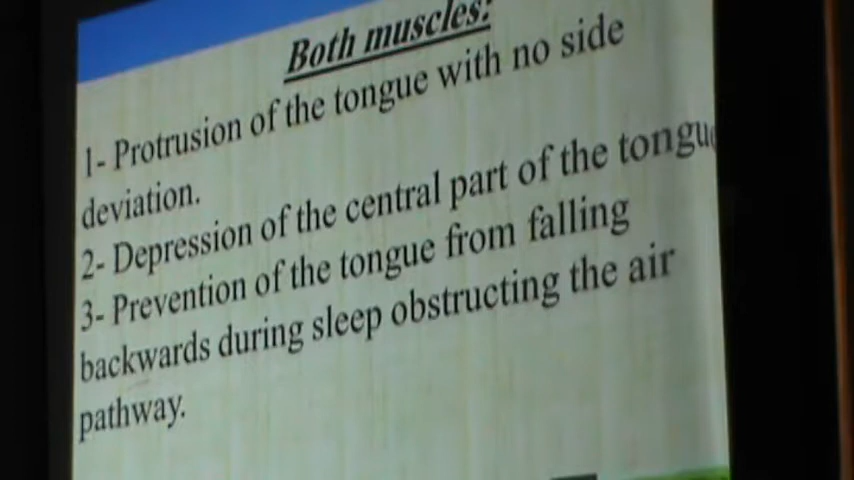 Both muscles:
1- Protrusion of the tongue with no side
deviation.
2- Depression of the central part of the tongue
3- Prevention of the tongue from falling
backwards during sleep obstructing the air
pathway.